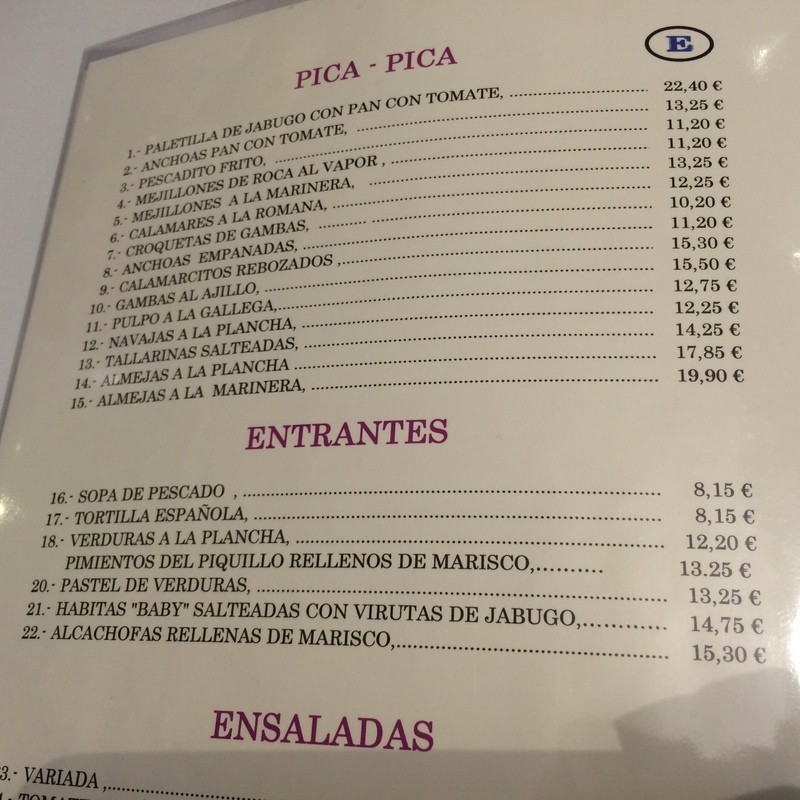 E
PICA - PICA
1.- PALETILLA DE JABUGO CON PAN CON TOMATE, ........................ 22,40 €
2.- ANCHOAS PAN CON TOMATE, ........................ 13,25 €
3.- PESCADITO FRITO, ........................ 11,20 €
4.- MEJILLONES DE ROCA AL VAPOR , ........................ 11,20 €
5.- MEJILLONES A LA MARINERA, ........................ 13,25 €
6.- CALAMARES A LA ROMANA, ........................ 12,25 €
7.- CROQUETAS DE GAMBAS, ........................ 10,20 €
8.- ANCHOAS EMPANADAS, ........................ 11,20 €
9.- CALAMARCITOS REBOZADOS ,........................ 15,30 €
10.- GAMBAS AL AJILLO, ........................ 15,50 €
11.- PULPO A LA GALLEGA,........................ 12,75 €
12.- NAVAJAS A LA PLANCHA, ........................ 12,25 €
13.- TALLARINAS SALTEADAS, ........................ 14,25 €
14.- ALMEJAS A LA PLANCHA ........................ 17,85 €
15.- ALMEJAS A LA MARINERA, ........................ 19,90 €
ENTRANTES
16.- SOPA DE PESCADO , ........................ 8,15 €
17.- TORTILLA ESPAÑOLA, ........................ 8,15 €
18.- VERDURAS A LA PLANCHA, ........................ 12,20 €
PIMIENTOS DEL PIQUILLO RELLENOS DE MARISCO,......... 13.25 €
20.- PASTEL DE VERDURAS, ........................ 13,25 €
21.- HABITAS "BABY" SALTEADAS CON VIRUTAS DE JABUGO,............ 14,75 €
22.- ALCACHOFAS RELLENAS DE MARISCO,........................ 15,30 €
ENSALADAS
3.- VARIADA ,........................